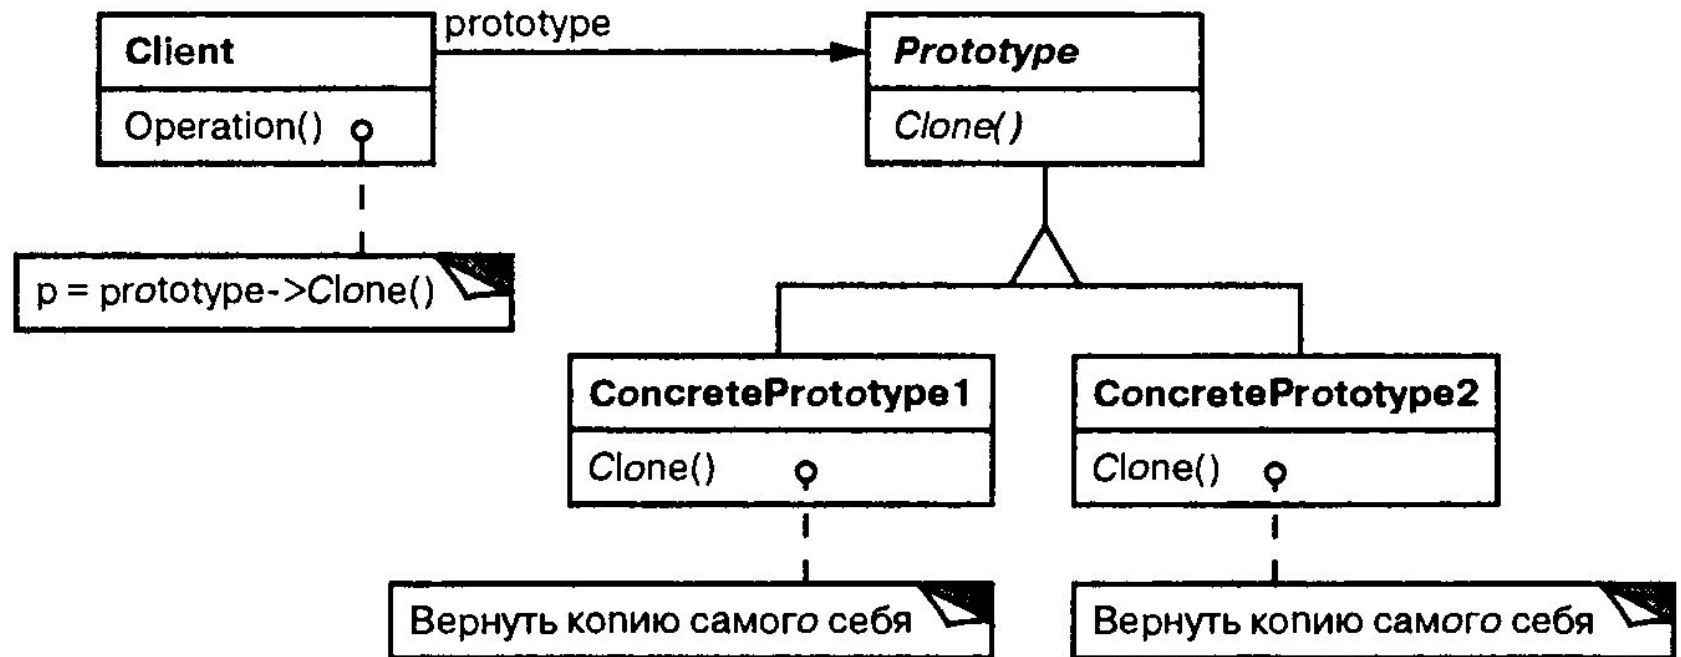 prototype
Client
Prototype
Operation()
Clone()
p = prototype->Clone()
ConcretePrototype1
ConcretePrototype2
Clone()
Clone()
Вернуть копию самого себя
Вернуть копию самого себя